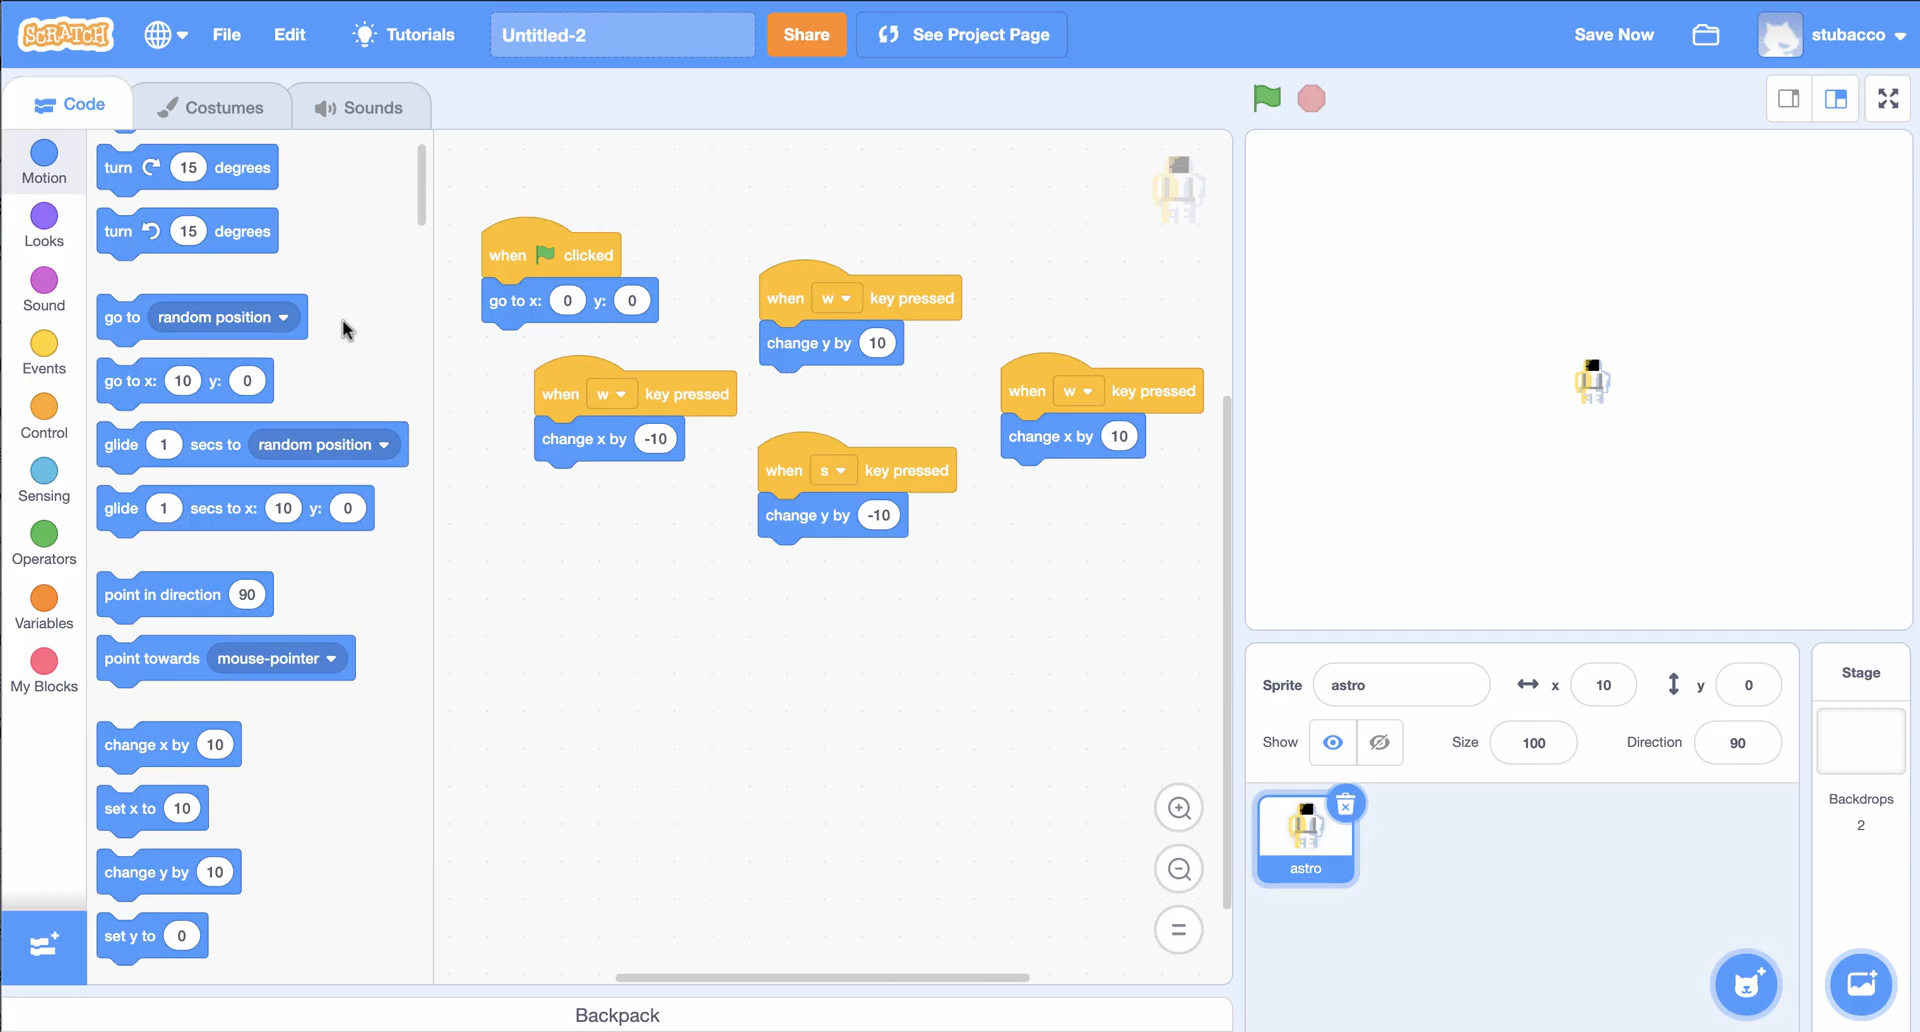 SCRATCH
File
Edit
Tutorials
Untitled-2
Share
See Project Page
Save Now
stubacco
Code
Costumes
Sounds
Motion
Looks
Sound
Events
Control
Sensing
Operators
Variables
My Blocks
turn 15 degrees
turn 15 degrees
go to random position
go to x: 10 y: 0
glide 1 secs to random position
glide 1 secs to x: 10 y: 0
point in direction 90
point towards mouse-pointer
change x by 10
set x to 10
change y by 10
set y to 0
when clicked
go to x: 0 y: 0
when w key pressed
change y by 10
when w key pressed
change x by -10
when w key pressed
change x by 10
when s key pressed
change y by -10
Backpack
Sprite astro x 10 y 0
Show Size 100 Direction 90
astro
Stage
Backdrops
2